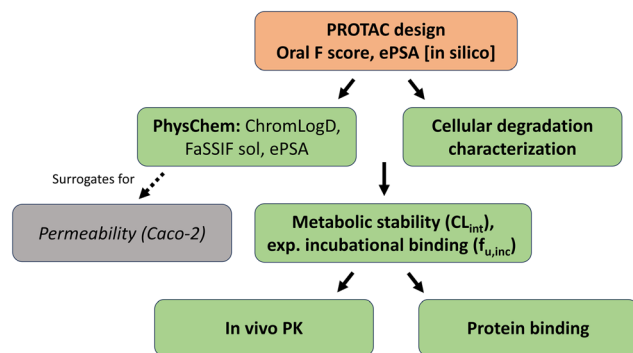 PROTAC design
Oral F score, ePSA [in silico]
PhysChem: ChromLogD,
FaSSIF sol, ePSA
Cellular degradation
characterization
Surrogates for
Permeability (Caco-2)
Metabolic stability (CLint),
exp. incubational binding (fu,inc)
In vivo PK
Protein binding